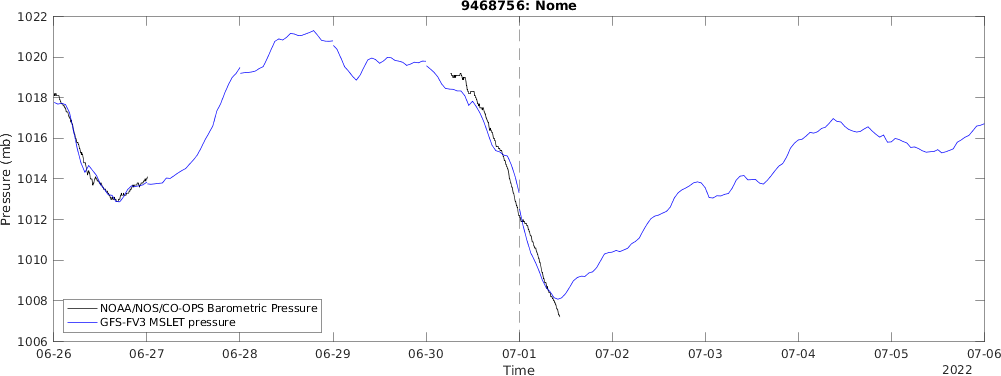 9468756: Nome
1022
1020
1018
1016
1014
1012
1010
1008
1006
Pressure (mb)
NOAA/NOS/CO-OPS Barometric Pressure
GFS-FV3 MSLET pressure
06-26 06-27 06-28 06-29 06-30 07-01 07-02 07-03 07-04 07-05 07-06
Time
2022